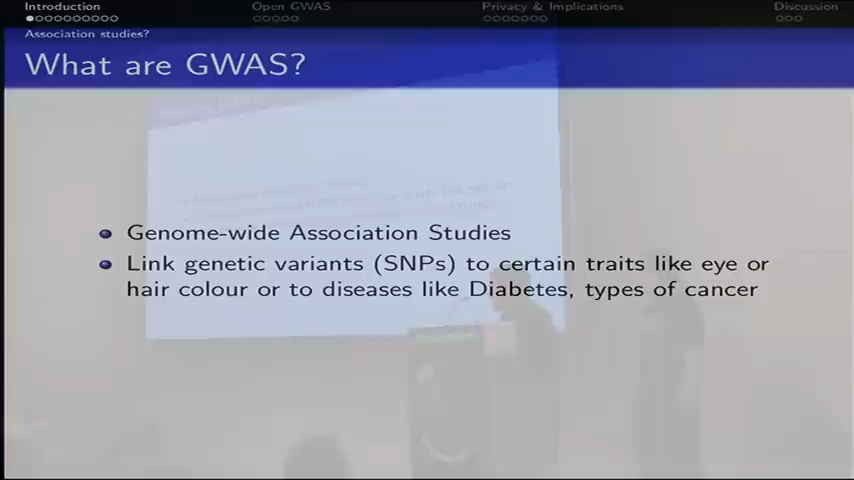 Introduction
Open GWAS
Privacy & Implications
Discussion
Association studies?
What are GWAS?
Genome-wide Association Studies
Link genetic variants (SNPs) to certain traits like eye or
hair colour or to diseases like Diabetes, types of cancer